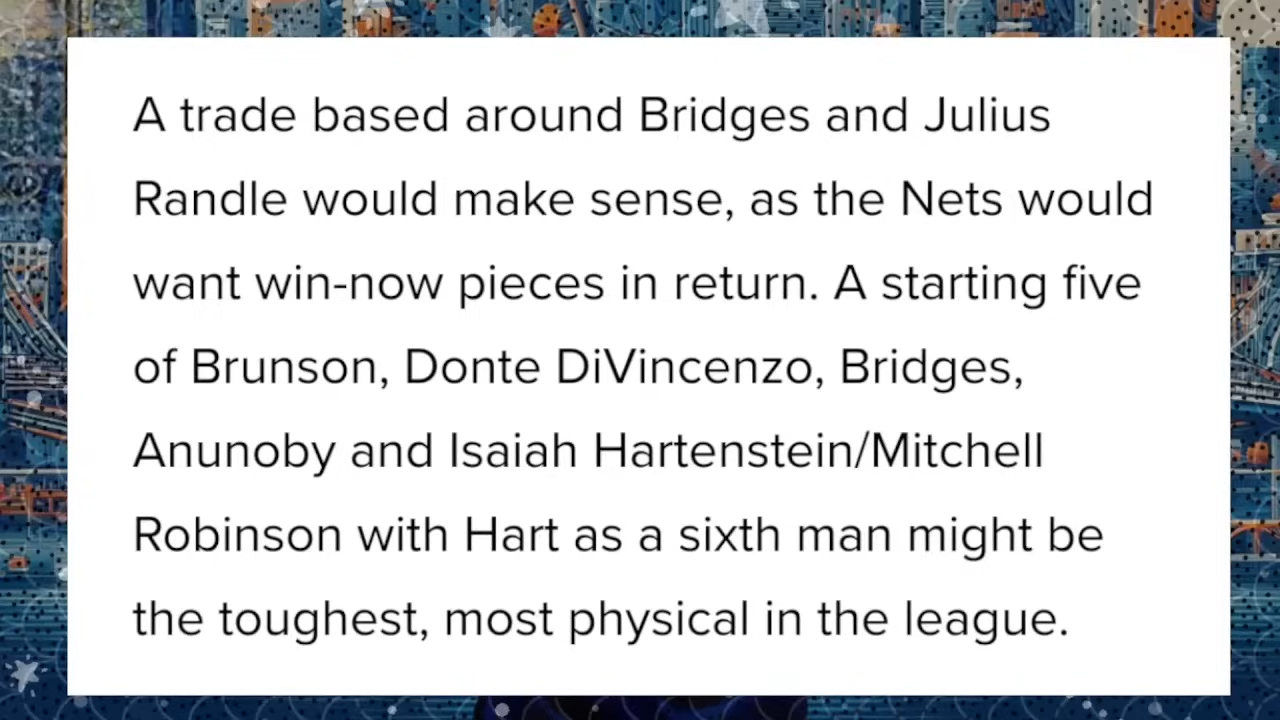 A trade based around Bridges and Julius
Randle would make sense, as the Nets would
want win-now pieces in return. A starting five
of Brunson, Donte DiVincenzo, Bridges,
Anunoby and Isaiah Hartenstein/Mitchell
Robinson with Hart as a sixth man might be
the toughest, most physical in the league.